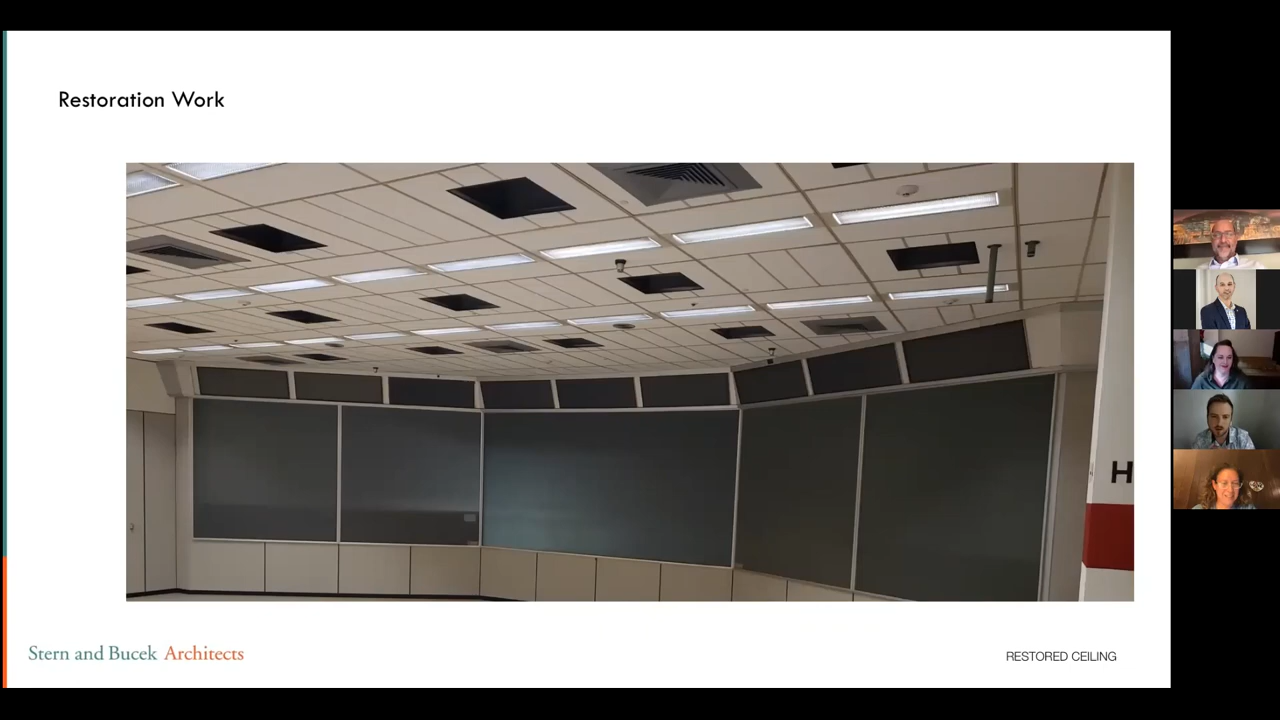 Restoration Work
H
Stern and Bucek Architects
RESTORED CEILING